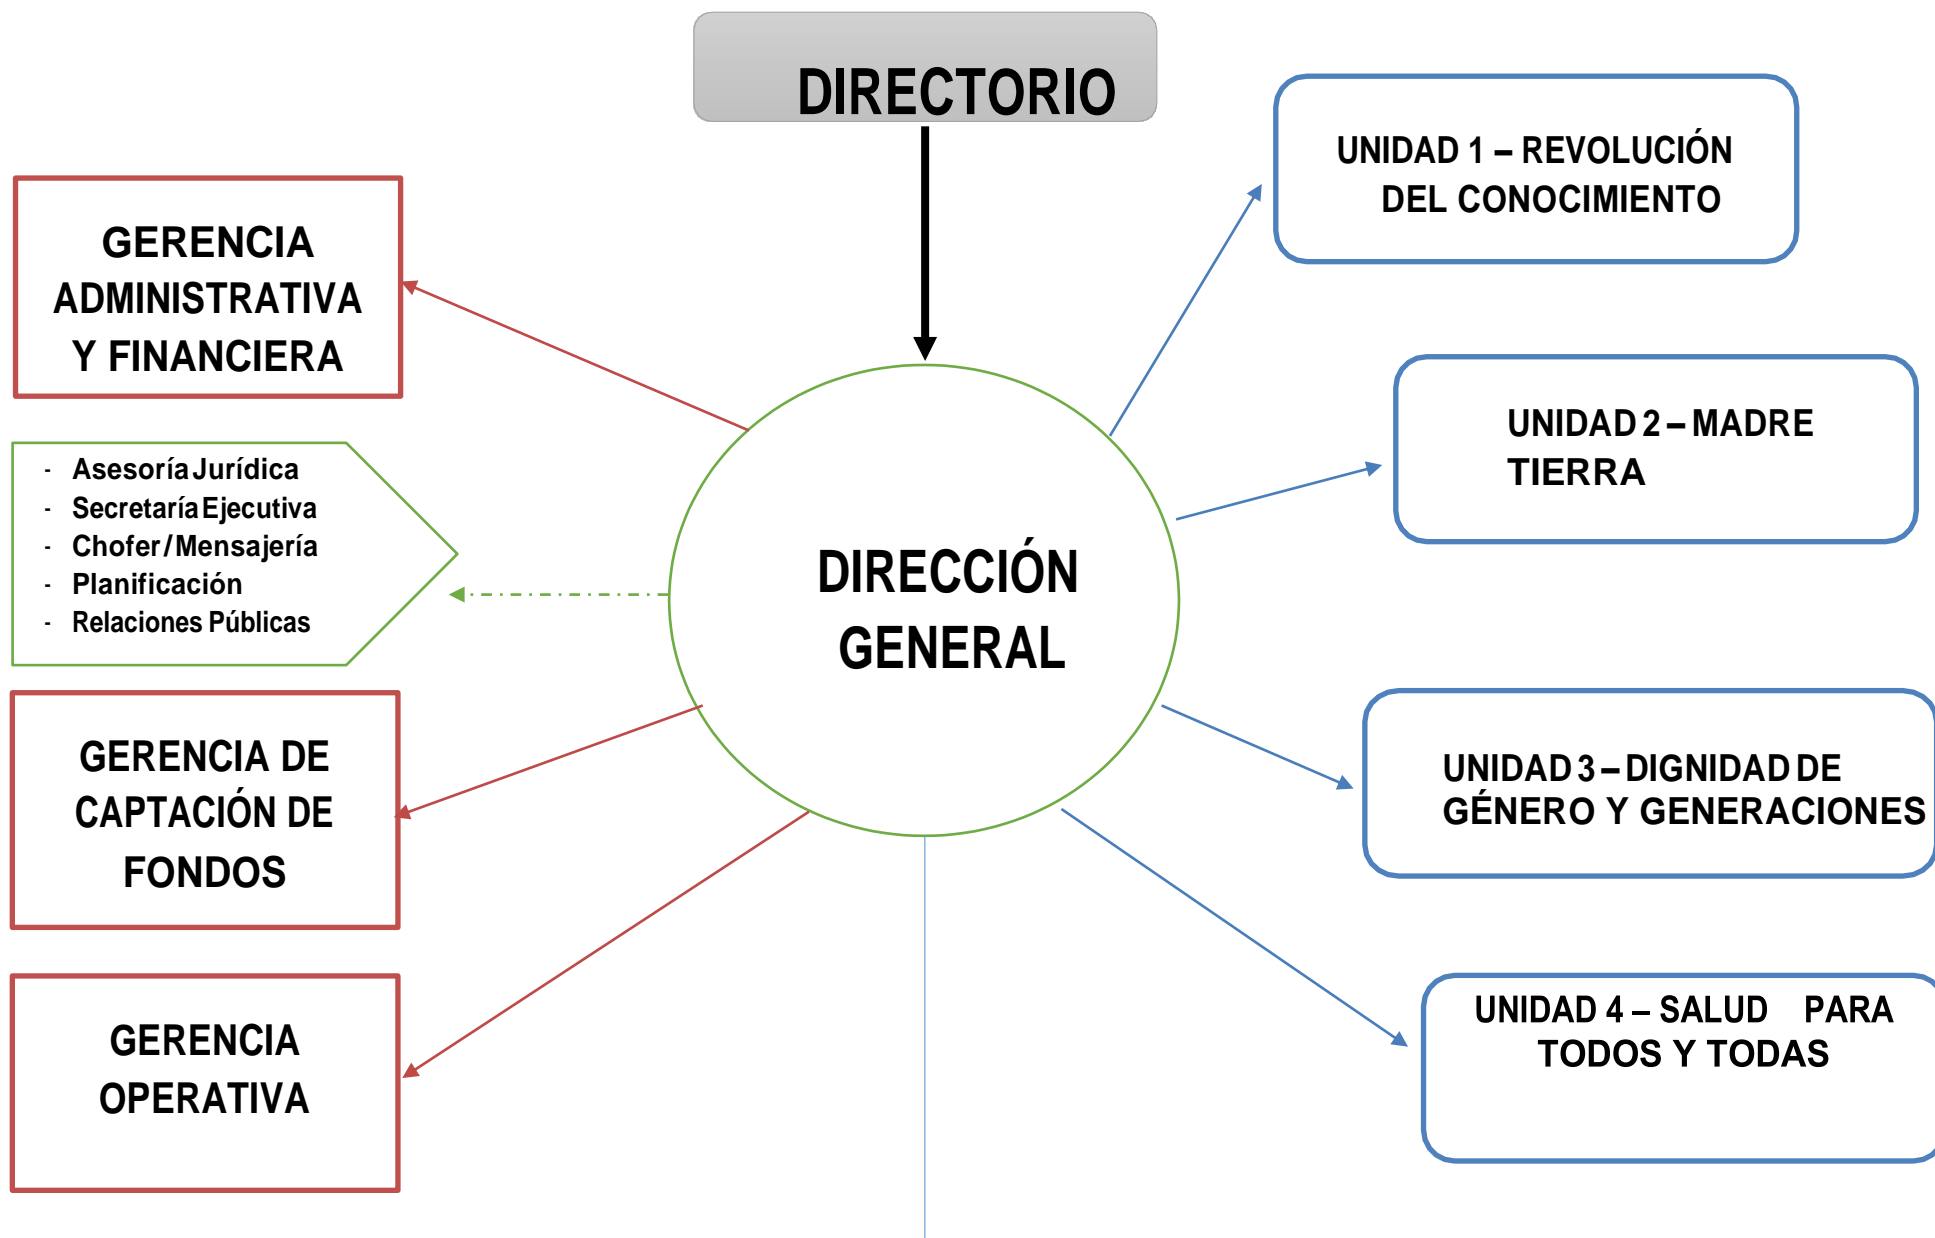 DIRECTORIO
GERENCIA
ADMINISTRATIVA
Y FINANCIERA
- Asesoría Jurídica
- Secretaría Ejecutiva
- Chofer / Mensajería
- Planificación
- Relaciones Públicas
GERENCIA DE
CAPTACIÓN DE
FONDOS
GERENCIA
OPERATIVA
DIRECCIÓN
GENERAL
UNIDAD 1 – REVOLUCIÓN
DEL CONOCIMIENTO
UNIDAD 2 – MADRE
TIERRA
UNIDAD 3 – DIGNIDAD DE
GÉNERO Y GENERACIONES
UNIDAD 4 – SALUD PARA
TODOS Y TODAS